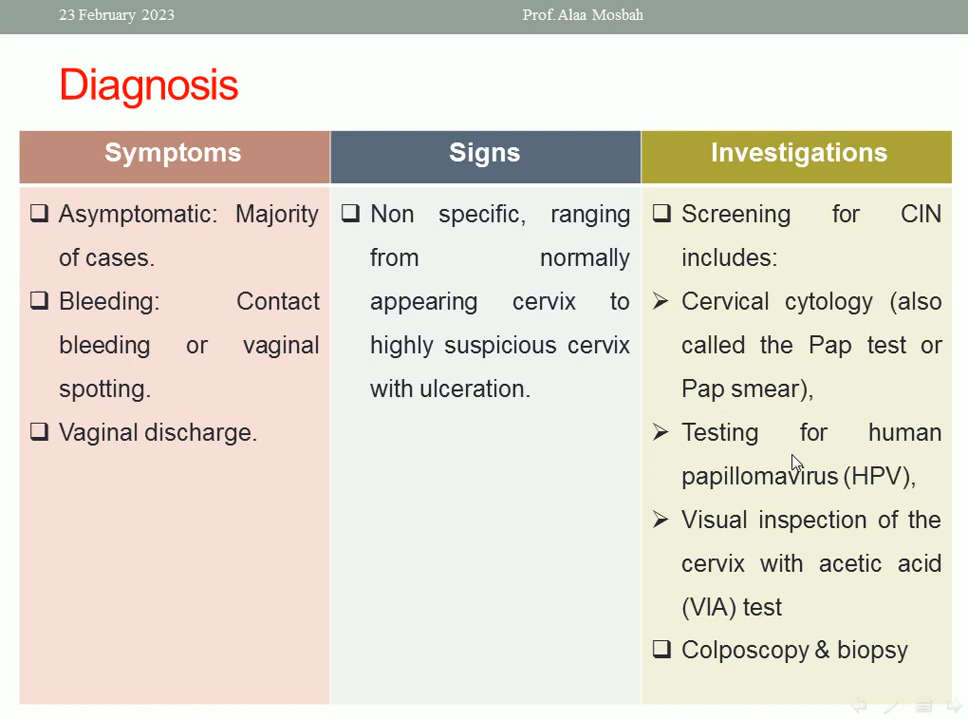 23 February 2023
Prof. Alaa Mosbah
Diagnosis
Symptoms
Asymptomatic: Majority
of cases.
Bleeding: Contact
bleeding or vaginal
spotting.
Vaginal discharge.
Signs
Non specific, ranging
from normally
appearing cervix to
highly suspicious cervix
with ulceration.
Investigations
Screening for CIN
includes:
Cervical cytology (also
called the Pap test or
Pap smear),
Testing for human
papillomavirus (HPV),
Visual inspection of the
cervix with acetic acid
(VIA) test
Colposcopy & biopsy